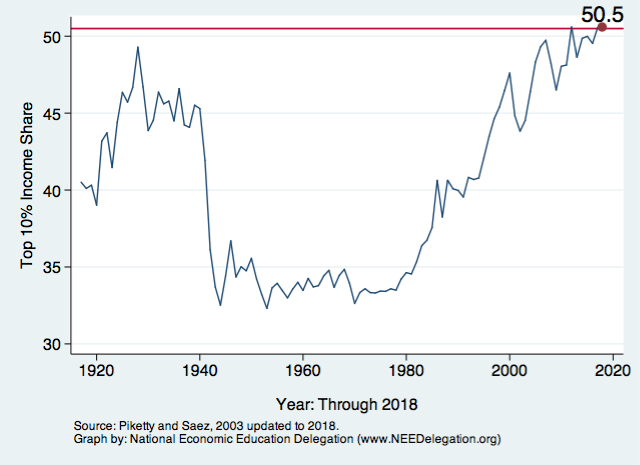 50.5
Top 10% Income Share
50
45
40
35
30
1920 1940 1960 1980 2000 2020
Year: Through 2018
Source: Piketty and Saez, 2003 updated to 2018.
Graph by: National Economic Education Delegation (www.NEEDelegation.org)